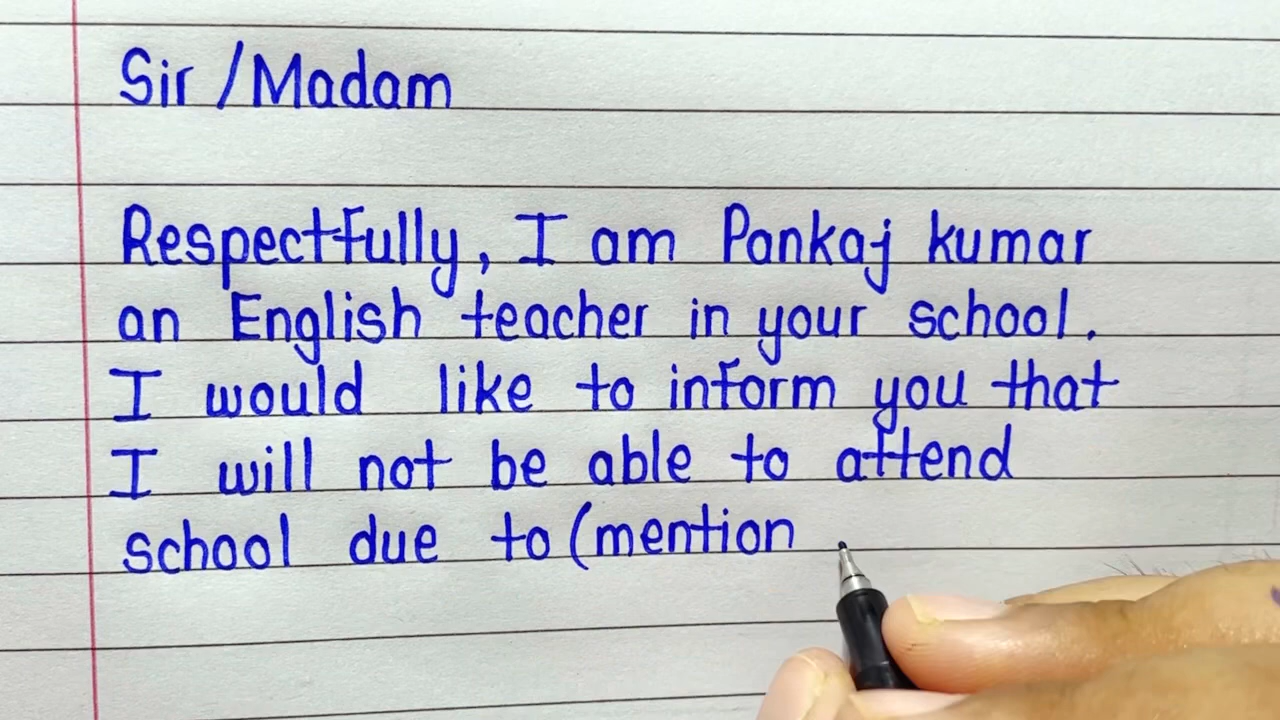 Sir /Madam
Respectfully, I am Pankaj kumar
an English teacher in your school.
I would like to inform you that
I will not be able to attend
school due to (mention